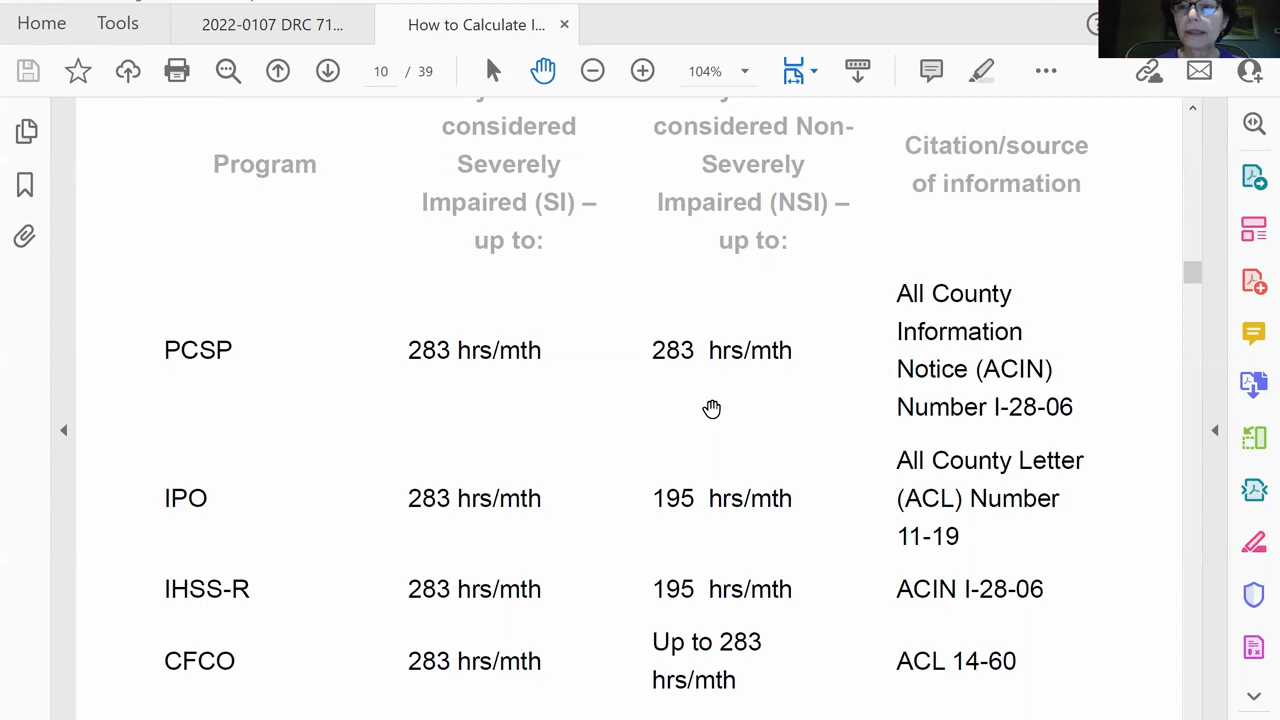 Home Tools 2022-0107 DRC 71... How to Calculate I...
10 / 39 104%
Program
considered
Severely
Impaired (SI) –
up to:
considered Non-
Severely
Impaired (NSI) –
up to:
Citation/source
of information
PCSP 283 hrs/mth 283 hrs/mth
All County
Information
Notice (ACIN)
Number I-28-06
IPO 283 hrs/mth 195 hrs/mth
All County Letter
(ACL) Number
11-19
IHSS-R 283 hrs/mth 195 hrs/mth ACIN I-28-06
CFCO 283 hrs/mth
Up to 283
hrs/mth
ACL 14-60